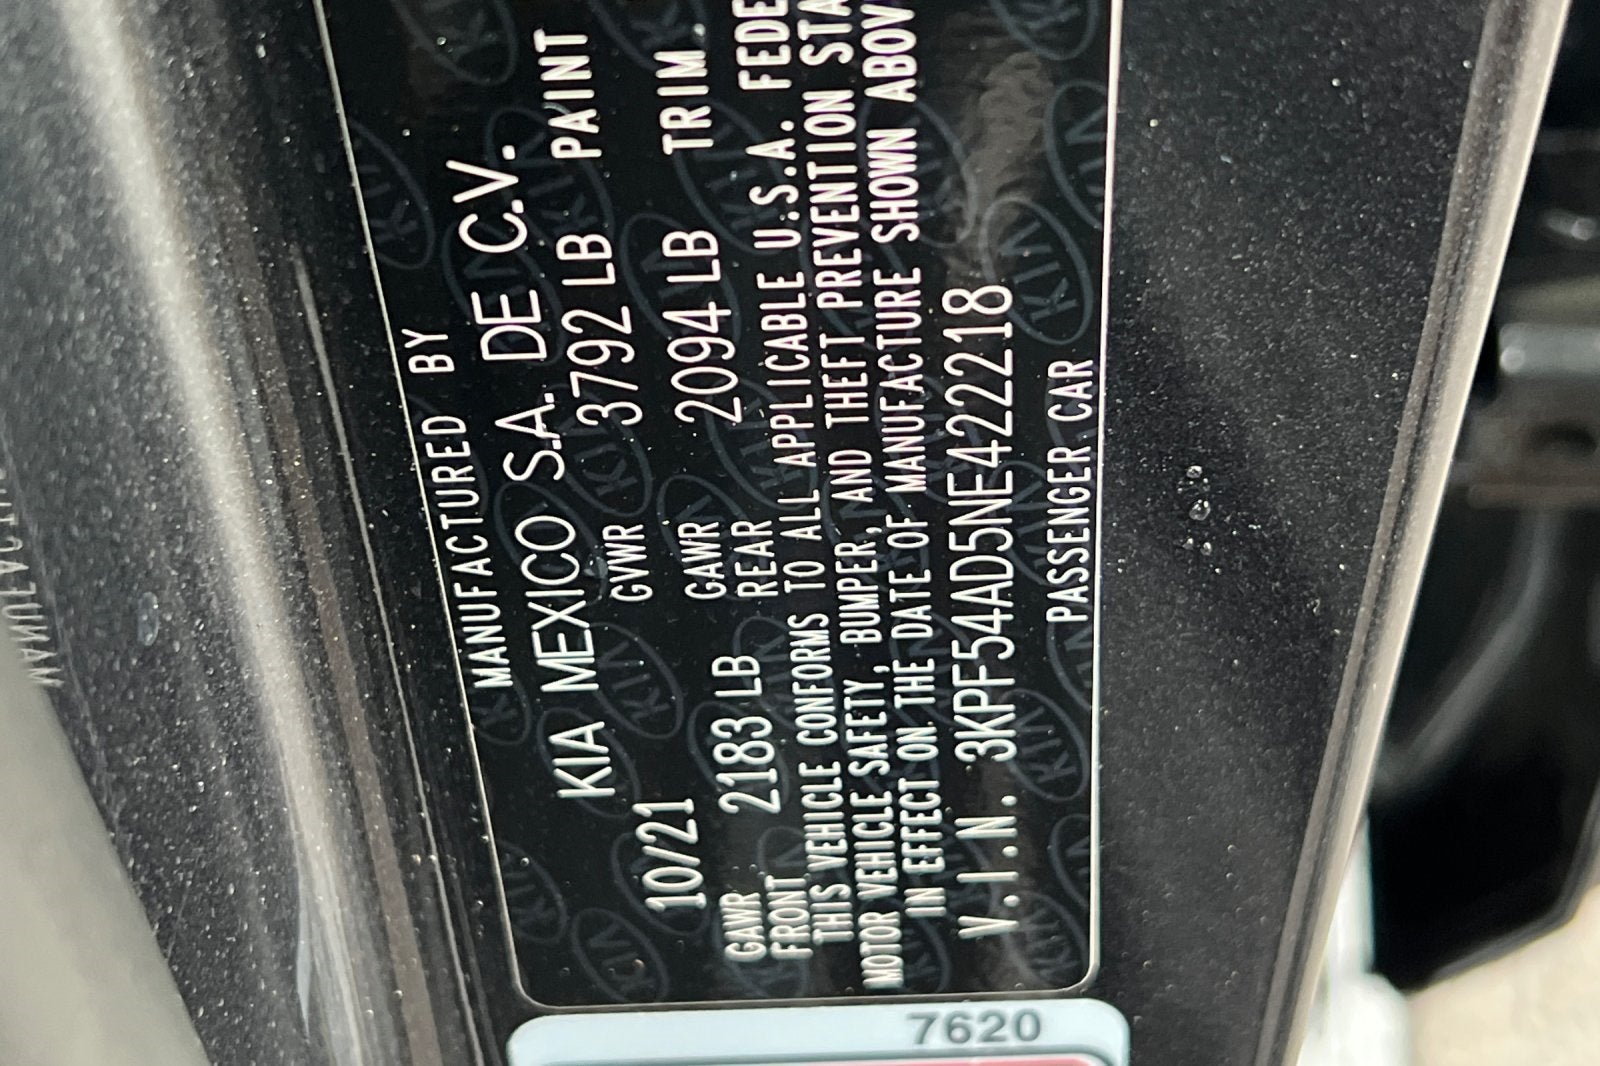 MANUFACTURED BY
KIA MEXICO S.A. DE C.V.
10/21 GVWR 3792 LB PAINT
GAWR FRONT 2183 LB GAWR REAR 2094 LB TRIM
THIS VEHICLE CONFORMS TO ALL APPLICABLE U.S.A. FEDE
MOTOR VEHICLE SAFETY, BUMPER, AND THEFT PREVENTION STA
IN EFFECT ON THE DATE OF MANUFACTURE SHOWN ABOV
V.I.N. 3KPF54AD5NE422218
PASSENGER CAR
7620